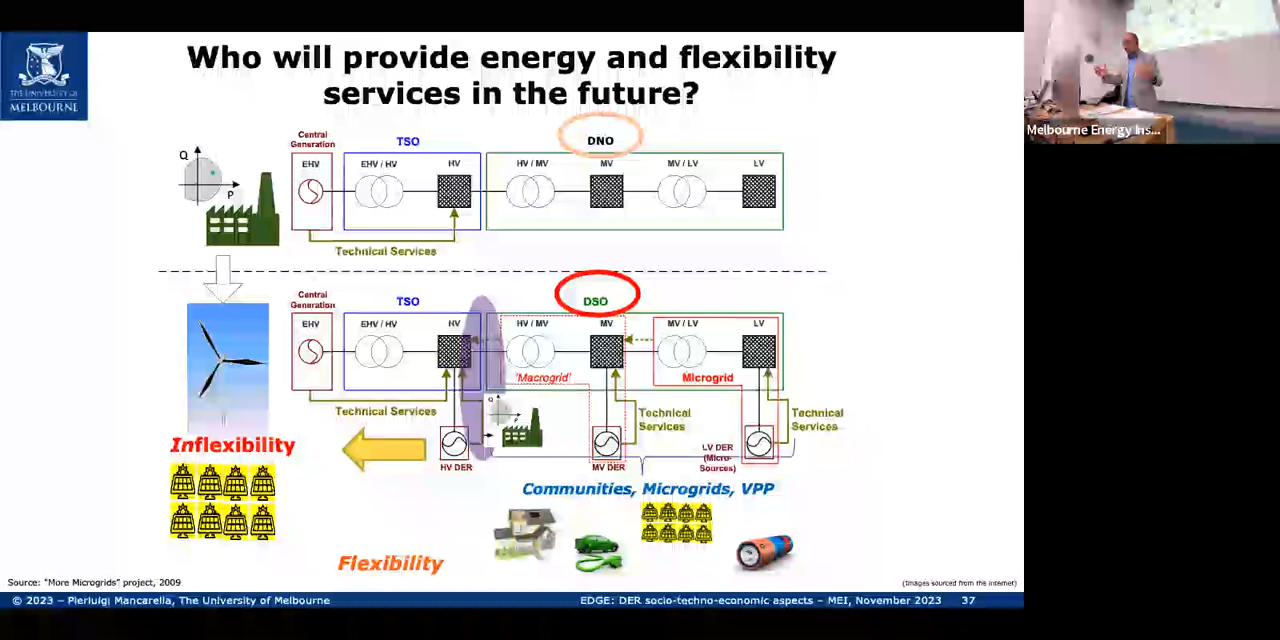 Who will provide energy and flexibility
services in the future?
THE UNIVERSITY OF
MELBOURNE
Melbourne Energy Ins...
Central
Generation
TSO
DNO
EHV
EHV / HV
HV
HV / MV
MV
MV / LV
LV
Q
P
Technical Services
Central
Generation
TSO
DSO
EHV
EHV / HV
HV
HV / MV
MV
MV / LV
LV
'Macrogrid'
Microgrid
Technical Services
Q
P
Technical
Services
Technical
Services
Inflexibility
HV DER
MV DER
LV DER
(Micro-
Sources)
Communities, Microgrids, VPP
Flexibility
Source: "More Microgrids" project, 2009
(Images sourced from the internet)
© 2023 – Pierluigi Mancarella, The University of Melbourne
EDGE: DER socio-techno-economic aspects – MEI, November 2023 37